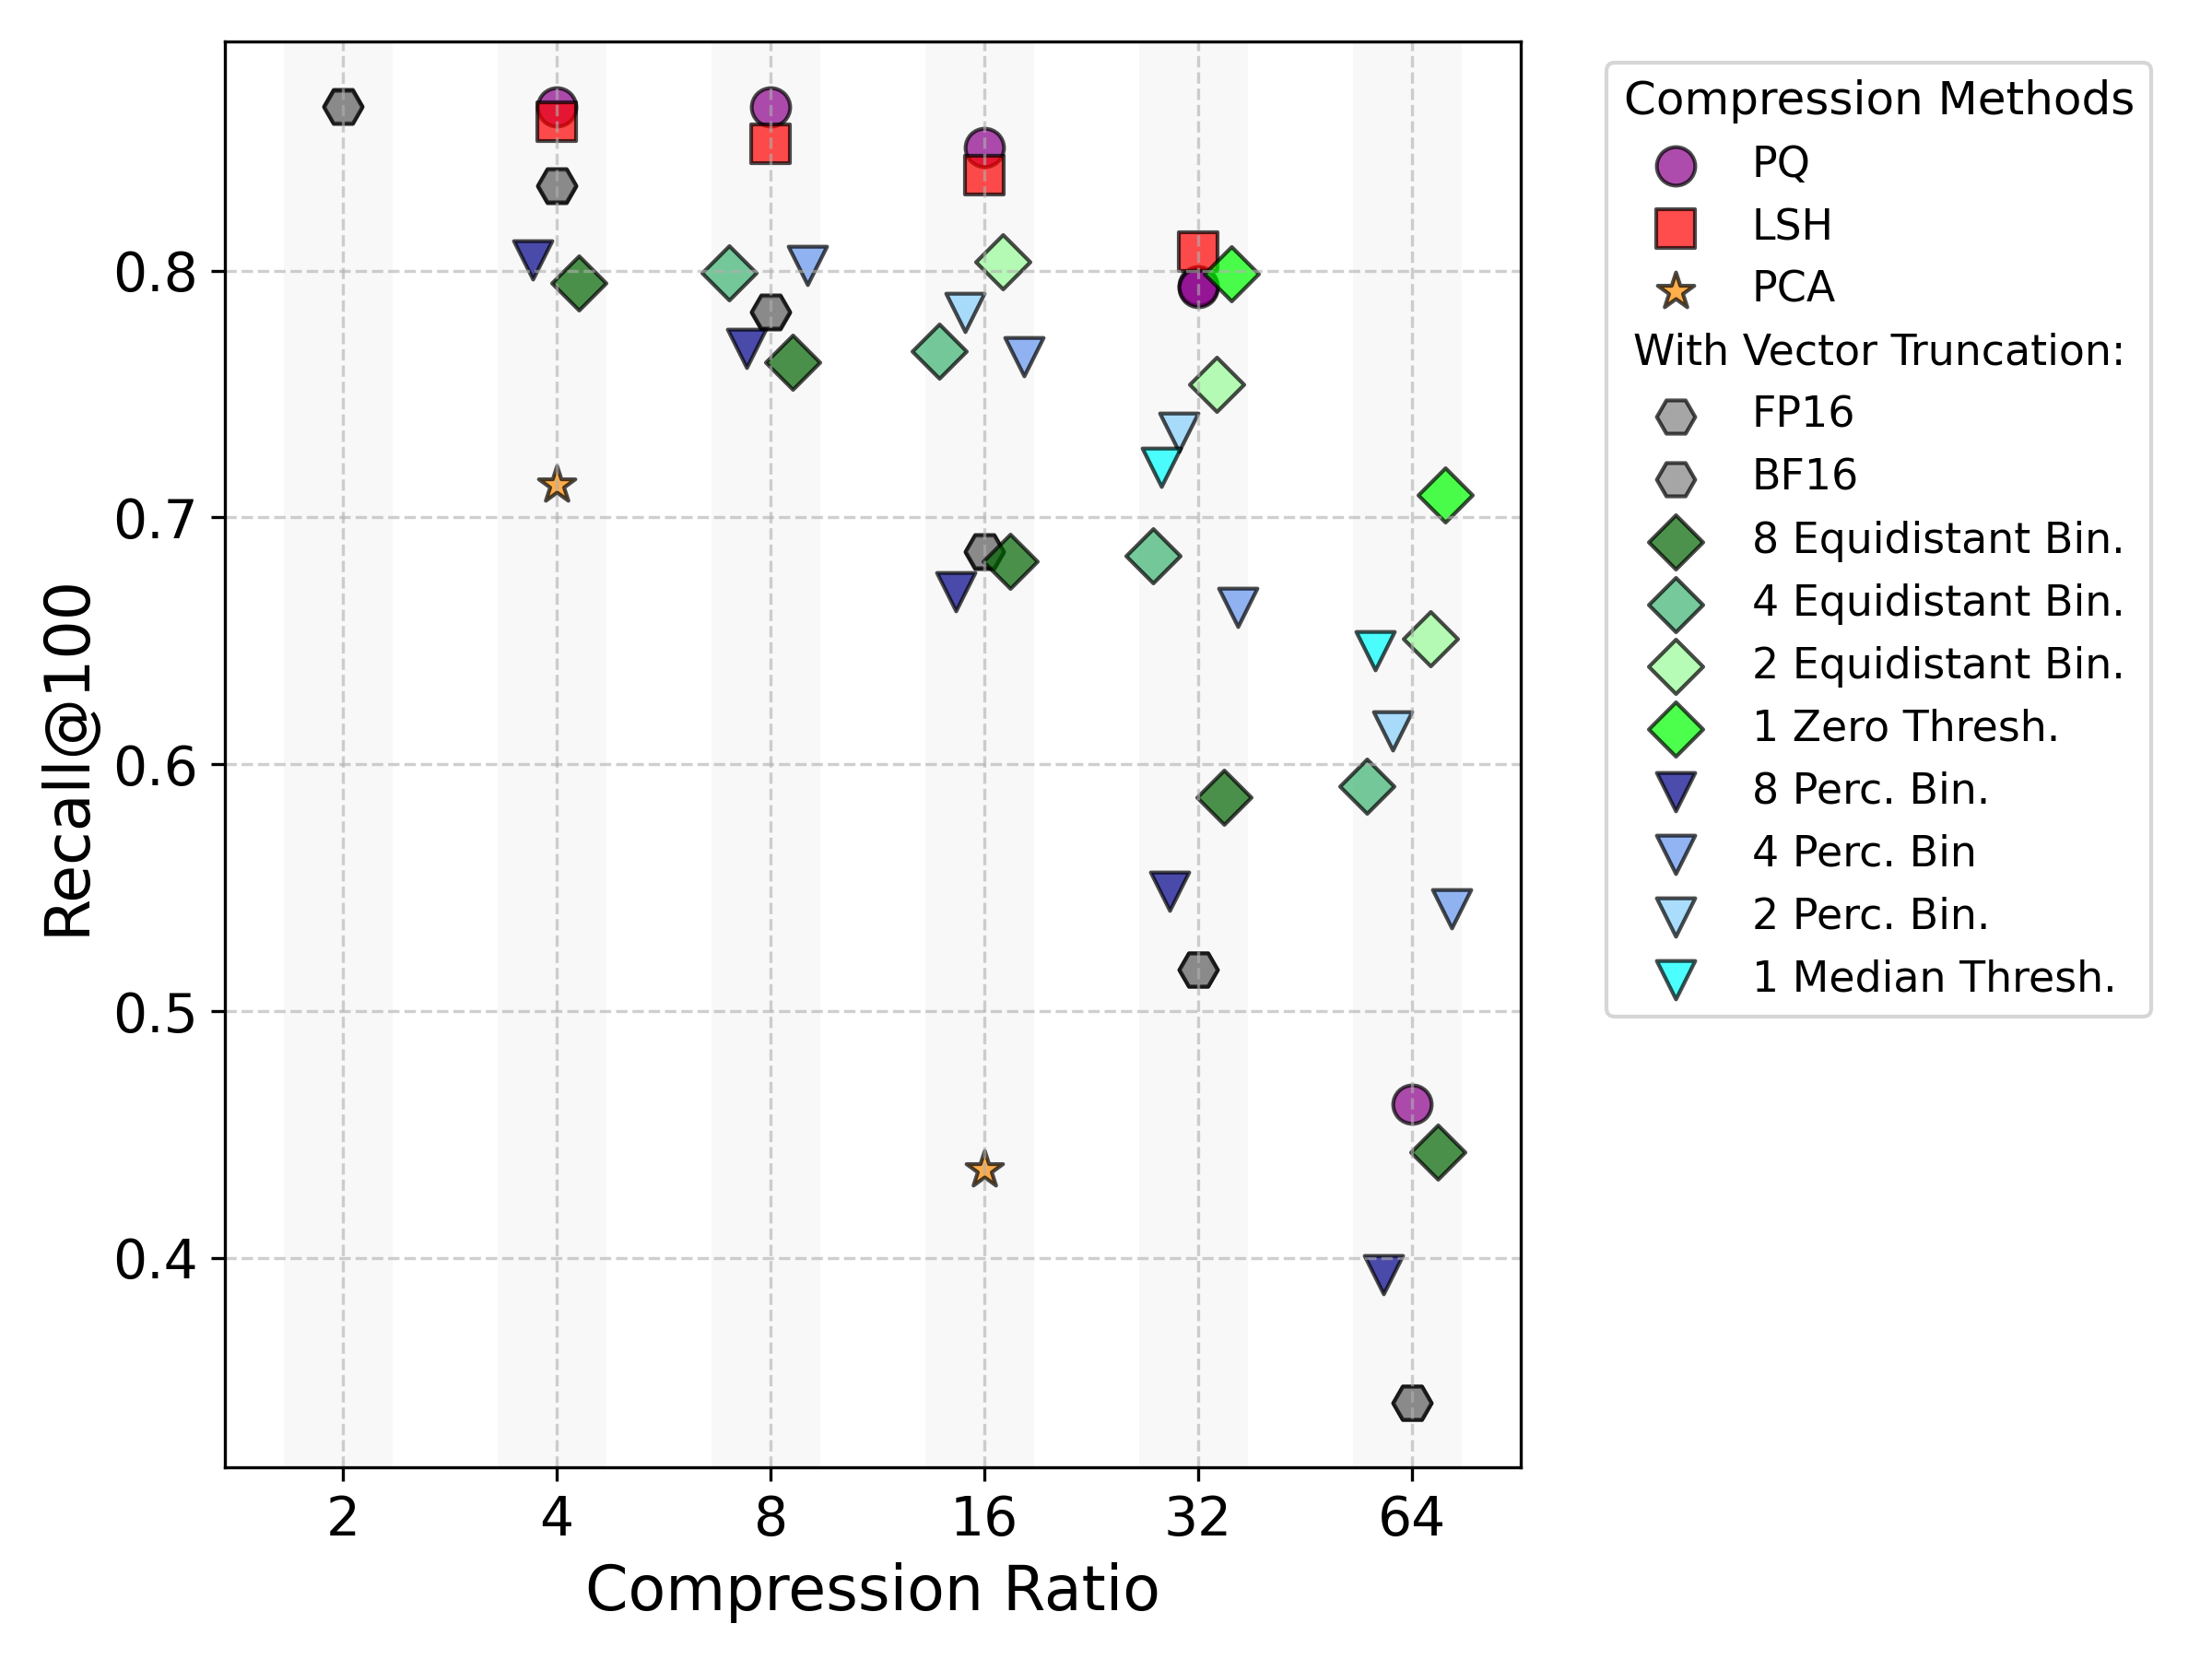 Recall@100
0.8
0.7
0.6
0.5
0.4
2 4 8 16 32 64
Compression Ratio
Compression Methods
PQ
LSH
PCA
With Vector Truncation:
FP16
BF16
8 Equidistant Bin.
4 Equidistant Bin.
2 Equidistant Bin.
1 Zero Thresh.
8 Perc. Bin.
4 Perc. Bin
2 Perc. Bin.
1 Median Thresh.